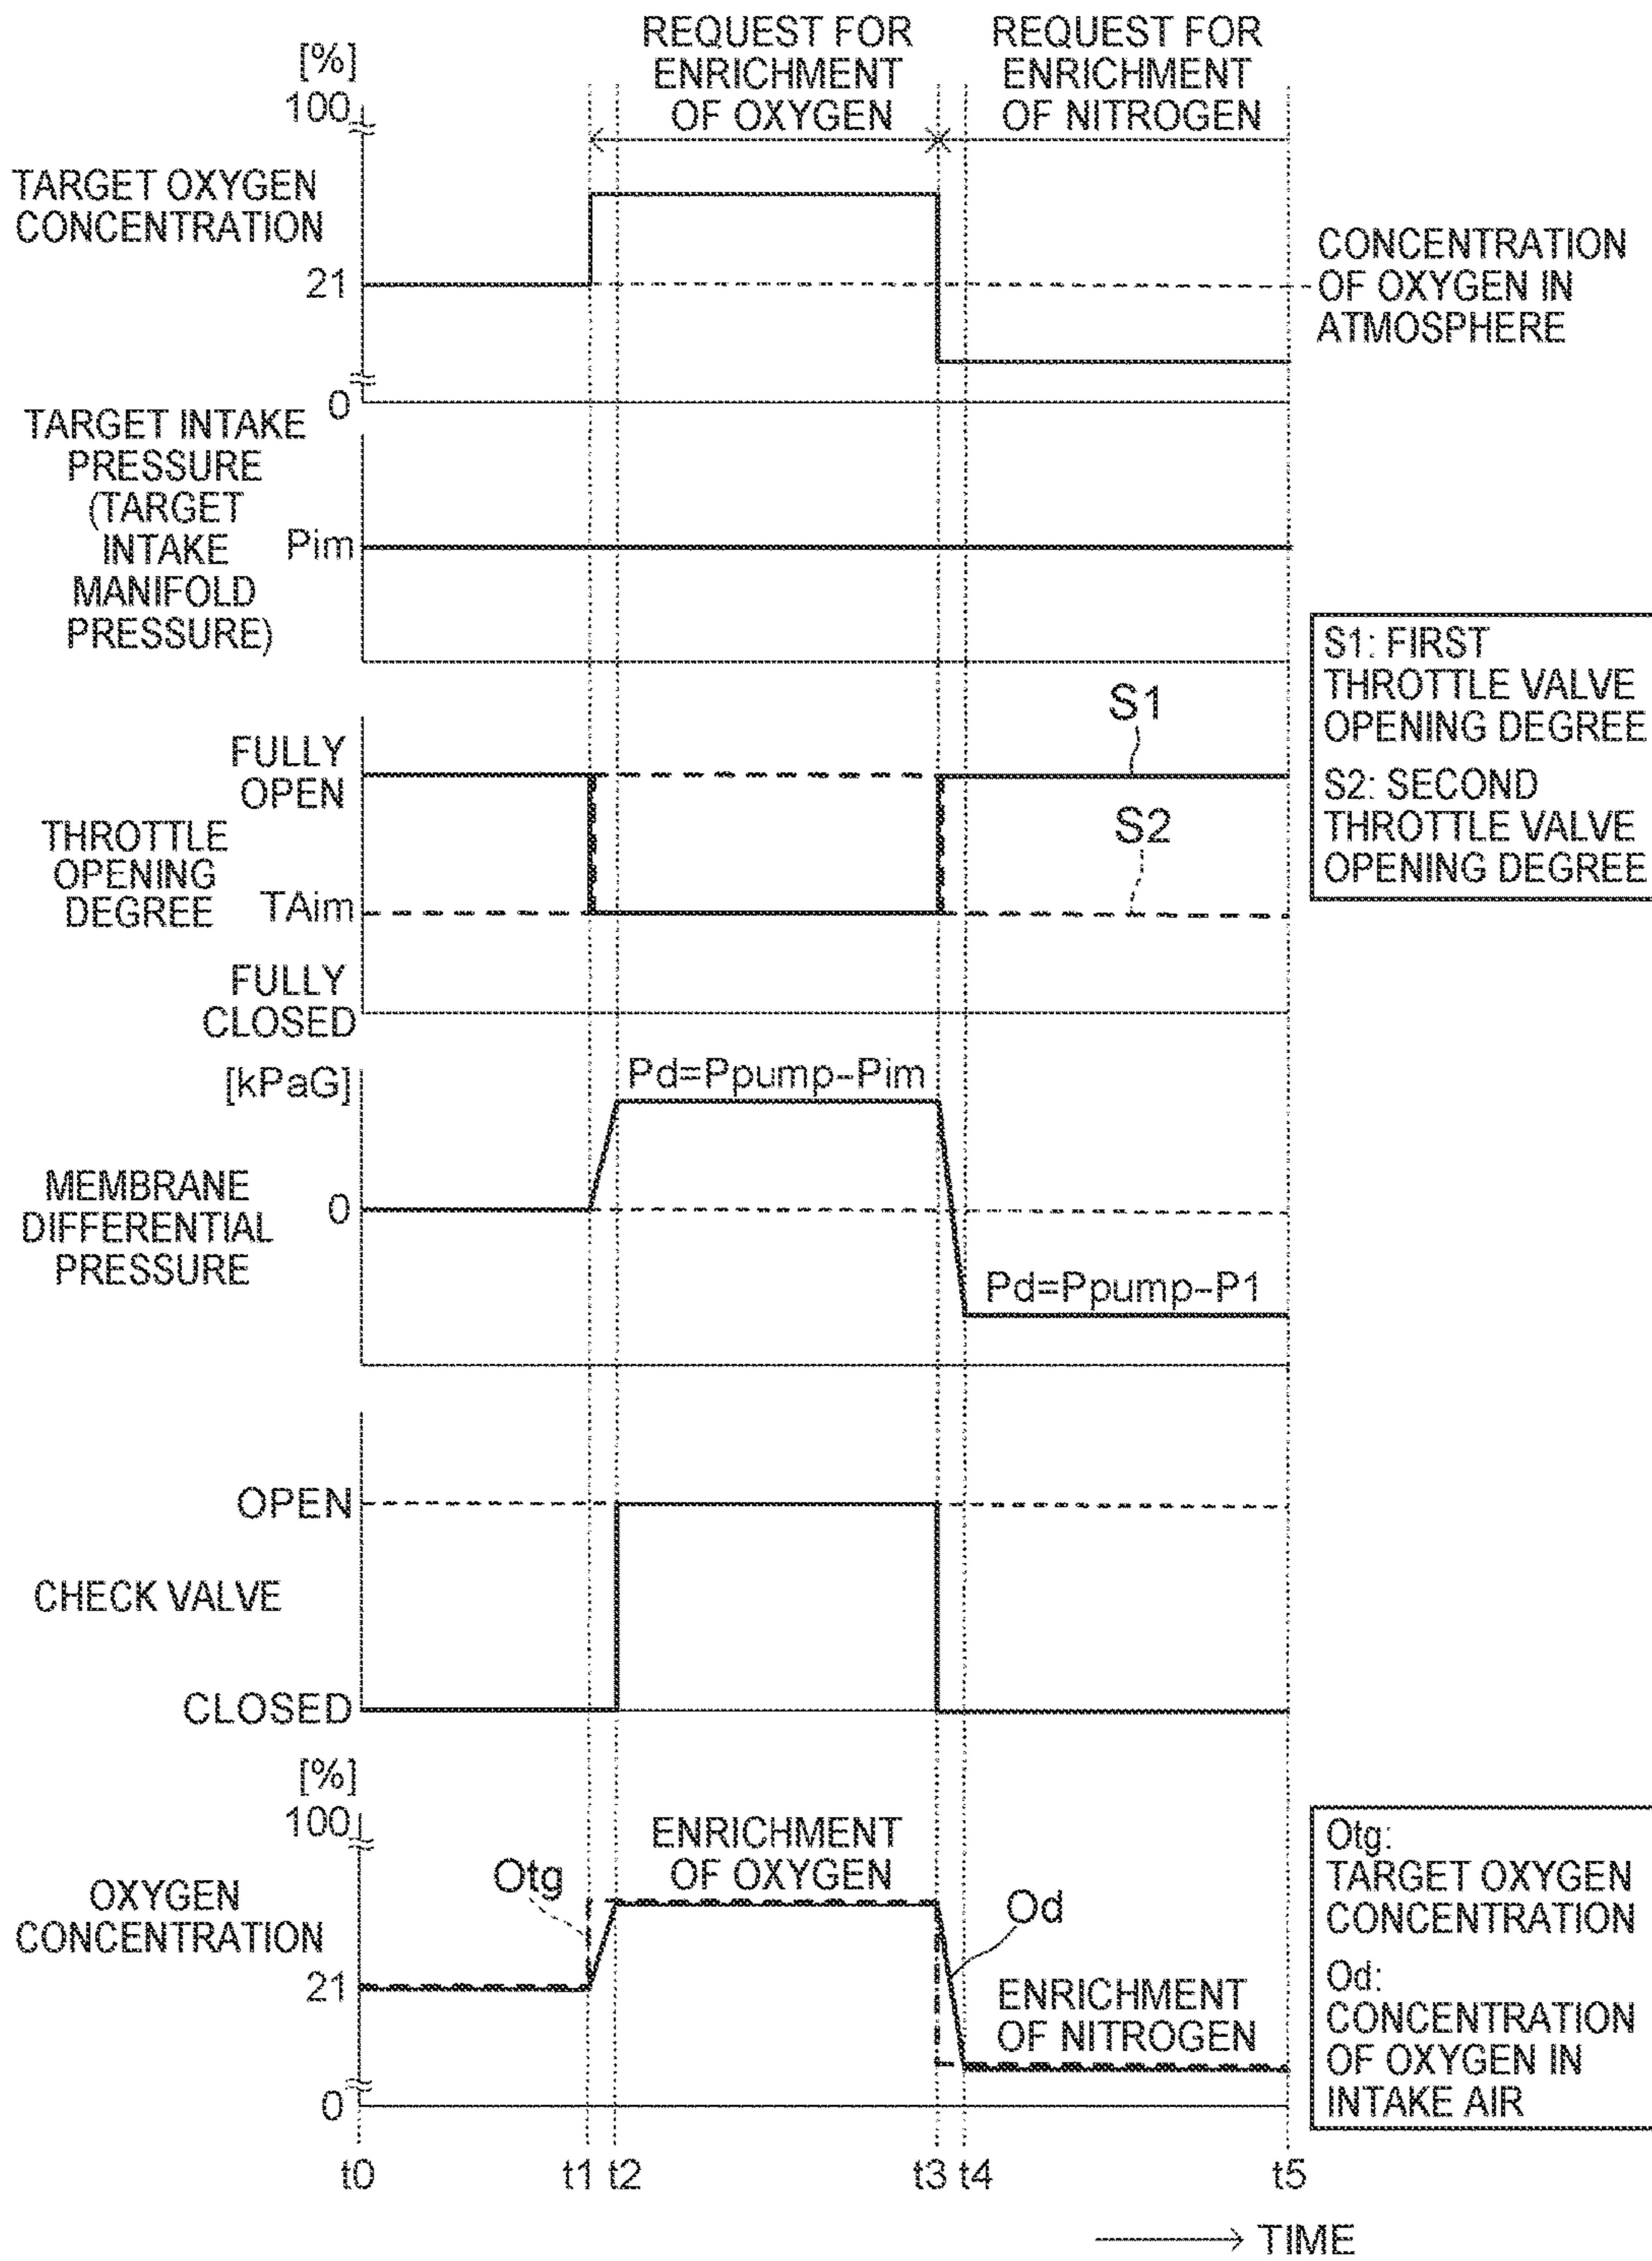 REQUEST FOR
ENRICHMENT
OF OXYGEN
REQUEST FOR
ENRICHMENT
OF NITROGEN
[%]
100
TARGET OXYGEN
CONCENTRATION
21
0
CONCENTRATION
OF OXYGEN IN
ATMOSPHERE
TARGET INTAKE
PRESSURE
(TARGET
INTAKE
MANIFOLD
PRESSURE)
Pim
S1: FIRST
THROTTLE VALVE
OPENING DEGREE
S2: SECOND
THROTTLE VALVE
OPENING DEGREE
FULLY
OPEN
THROTTLE
OPENING
DEGREE
TAim
FULLY
CLOSED
S1
S2
[kPaG]
MEMBRANE
DIFFERENTIAL
PRESSURE
0
Pd=Ppump-Pim
Pd=Ppump-P1
OPEN
CHECK VALVE
CLOSED
[%]
100
OXYGEN
CONCENTRATION
21
0
Otg
ENRICHMENT
OF OXYGEN
Od
ENRICHMENT
OF NITROGEN
Otg:
TARGET OXYGEN
CONCENTRATION
Od:
CONCENTRATION
OF OXYGEN IN
INTAKE AIR
t0 t1 t2 t3 t4 t5
TIME